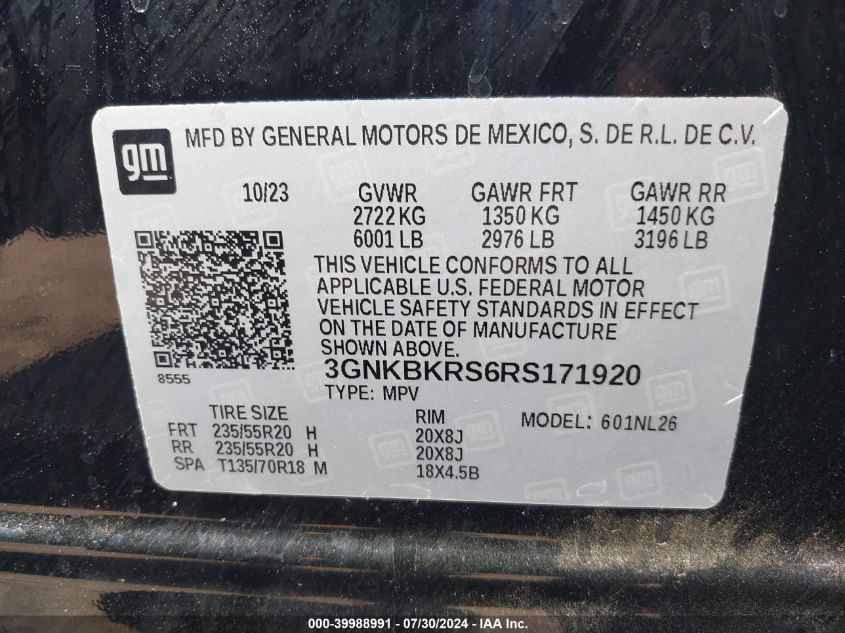 gm
MFD BY GENERAL MOTORS DE MEXICO, S. DE R.L. DE C.V.
10/23 GVWR GAWR FRT GAWR RR
2722 KG 1350 KG 1450 KG
6001 LB 2976 LB 3196 LB
THIS VEHICLE CONFORMS TO ALL
APPLICABLE U.S. FEDERAL MOTOR
VEHICLE SAFETY STANDARDS IN EFFECT
ON THE DATE OF MANUFACTURE
SHOWN ABOVE.
8555
3GNKBKRS6RS171920
TYPE: MPV
TIRE SIZE RIM MODEL: 601NL26
FRT 235/55R20 H 20X8J
RR 235/55R20 H 20X8J
SPA T135/70R18 M 18X4.5B
000-39988991 - 07/30/2024 - IAA Inc.